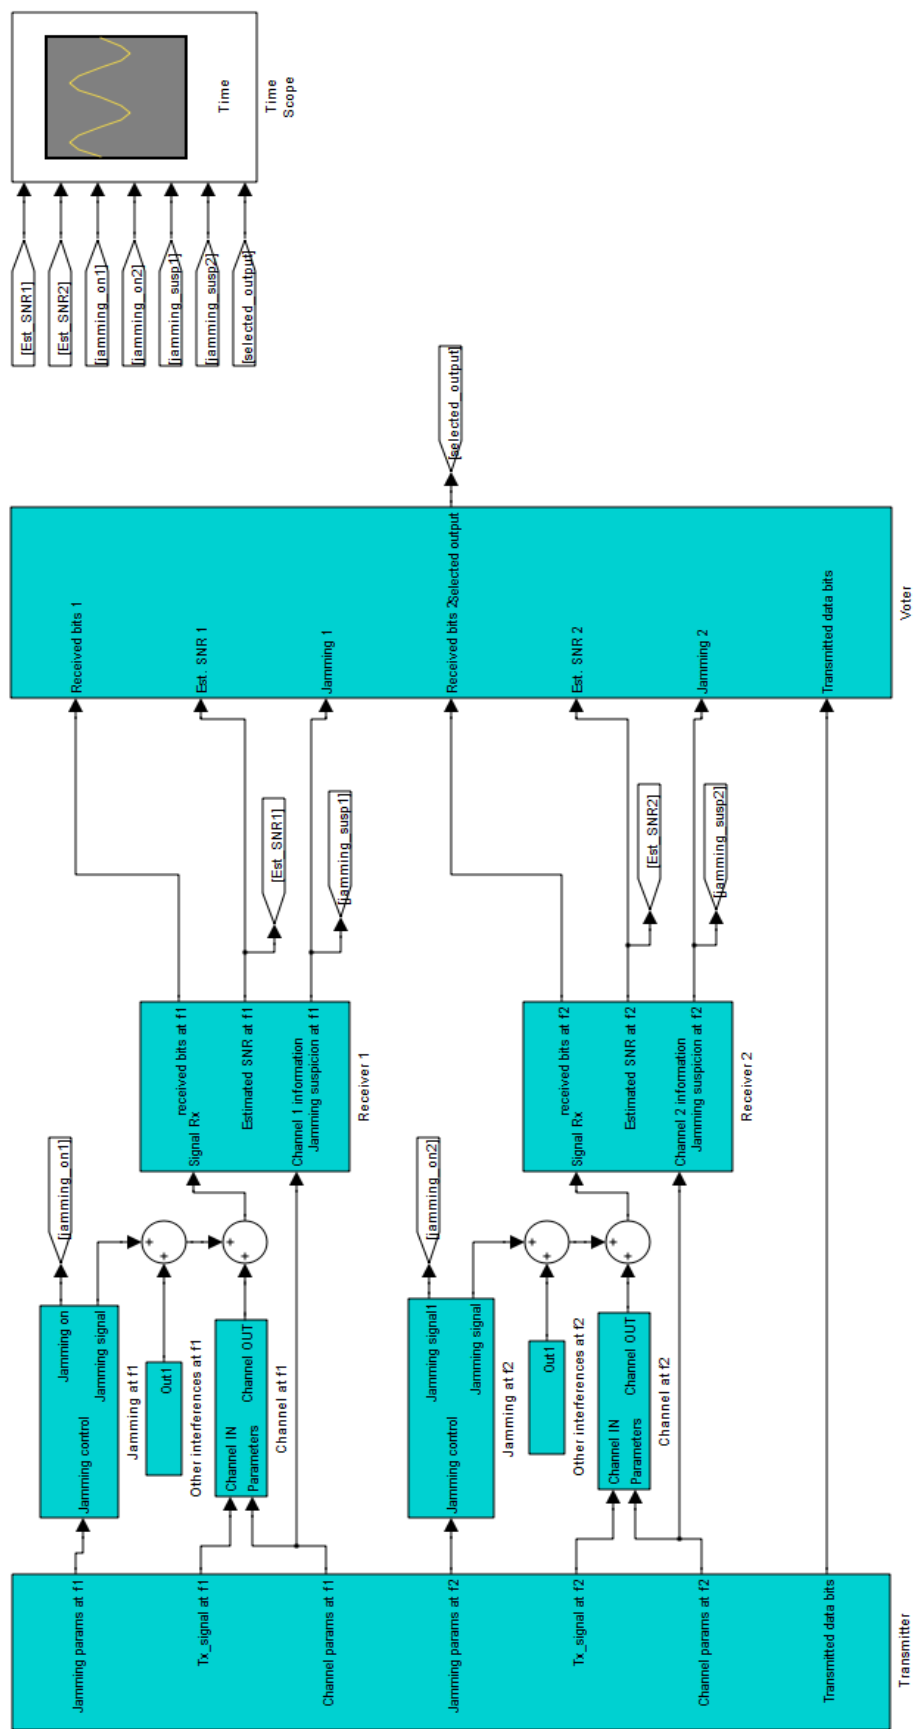 Jamming params at f1
Tx_signal at f1
Channel params at f1
Jamming params at f2
Tx_signal at f2
Channel params at f2
Transmitted data bits
Transmitter
Jamming control
Jamming on
Jamming signal
Jamming at f1
[jamming_on1]
Out1
Other interferences at f1
Channel IN
Parameters
Channel OUT
Channel at f1
+
+
+
+
Signal Rx
Channel 1 information
received bits at f1
Estimated SNR at f1
Jamming suspicion at f1
Receiver 1
[Est_SNR1]
[jamming_susp1]
Jamming control
Jamming signal1
Jamming signal
Jamming at f2
[jamming_on2]
Out1
Other interferences at f2
Channel IN
Parameters
Channel OUT
Channel at f2
+
+
+
+
Signal Rx
Channel 2 information
received bits at f2
Estimated SNR at f2
Jamming suspicion at f2
Receiver 2
[Est_SNR2]
[jamming_susp2]
Received bits 1
Est. SNR 1
Jamming 1
Received bits 2
Est. SNR 2
Jamming 2
Transmitted data bits
Selected output
Voter
[selected_output]
[Est_SNR1]
[Est_SNR2]
[jamming_on1]
[jamming_on2]
[jamming_susp1]
[jamming_susp2]
[selected_output]
Time
Time
Scope